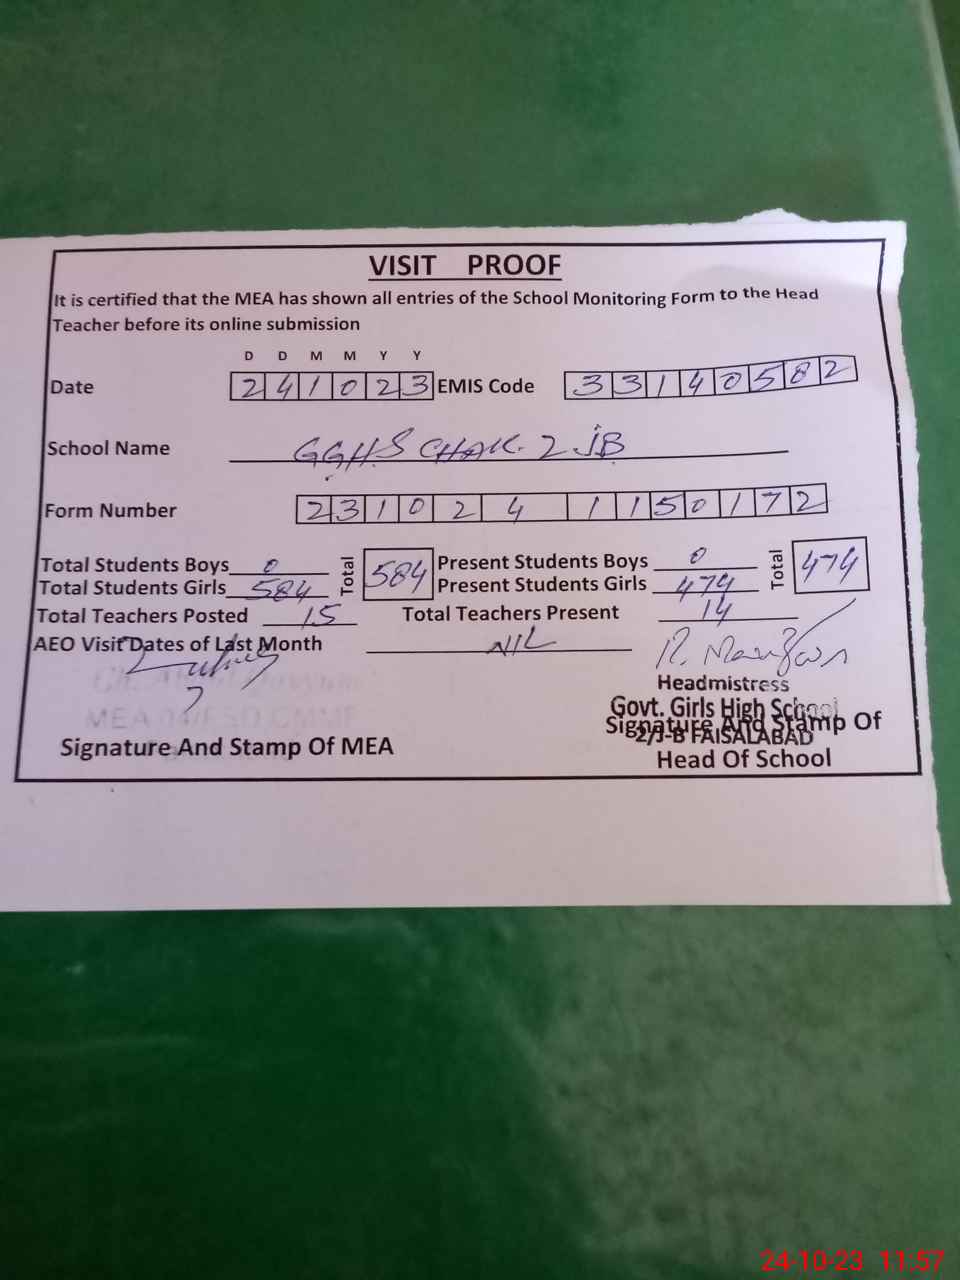 VISIT PROOF
It is certified that the MEA has shown all entries of the School Monitoring Form to the Head
Teacher before its online submission
D D M M Y Y
Date 2 4 1 0 2 3 EMIS Code 3 3 1 4 0 5 8 2
School Name GGHS CHAK. 2 JB
Form Number 2 3 1 0 2 4 1 1 5 0 1 7 2
Total Students Boys 0 Total 584 Present Students Boys 0 Total 474
Total Students Girls 584 Present Students Girls 474
Total Teachers Posted 15 Total Teachers Present 14
AEO Visit Dates of Last Month NIL
Headmistress
Govt. Girls High School
2/J-B FAISALABAD
Signature And Stamp Of MEA
Signature And Stamp Of
Head Of School
24-10-23 11:57